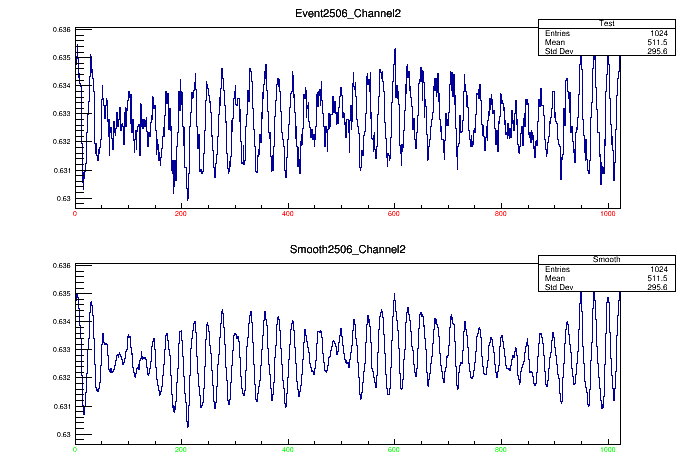 Event2506_Channel2
Test
Entries 1024
Mean 511.5
Std Dev 295.6
0.636
0.635
0.634
0.633
0.632
0.631
0.63
0 200 400 600 800 1000
Smooth2506_Channel2
Smooth
Entries 1024
Mean 511.5
Std Dev 295.6
0.636
0.635
0.634
0.633
0.632
0.631
0.63
0 200 400 600 800 1000